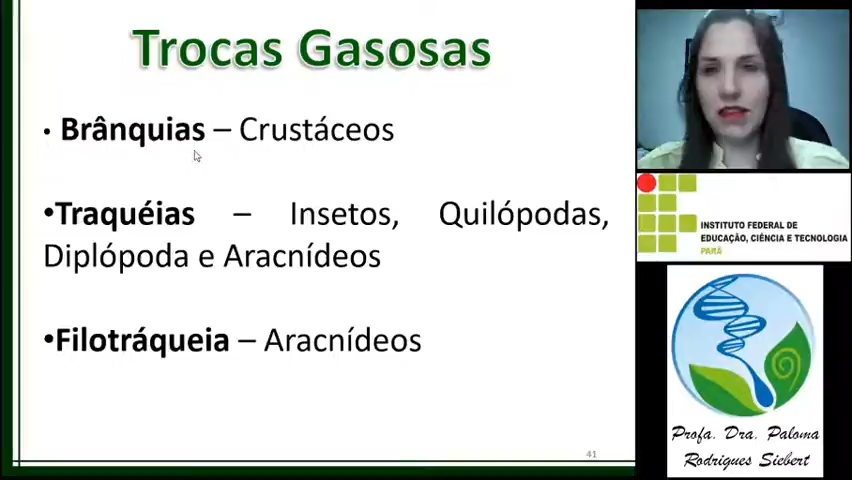 Trocas Gasosas
• Brânquias – Crustáceos
•Traquéias – Insetos, Quilópodas,
Diplópoda e Aracnídeos
•Filotráqueia – Aracnídeos
41
INSTITUTO FEDERAL DE
EDUCAÇÃO, CIÊNCIA E TECNOLOGIA
PARÁ
Profa. Dra. Paloma
Rodrigues Siebert